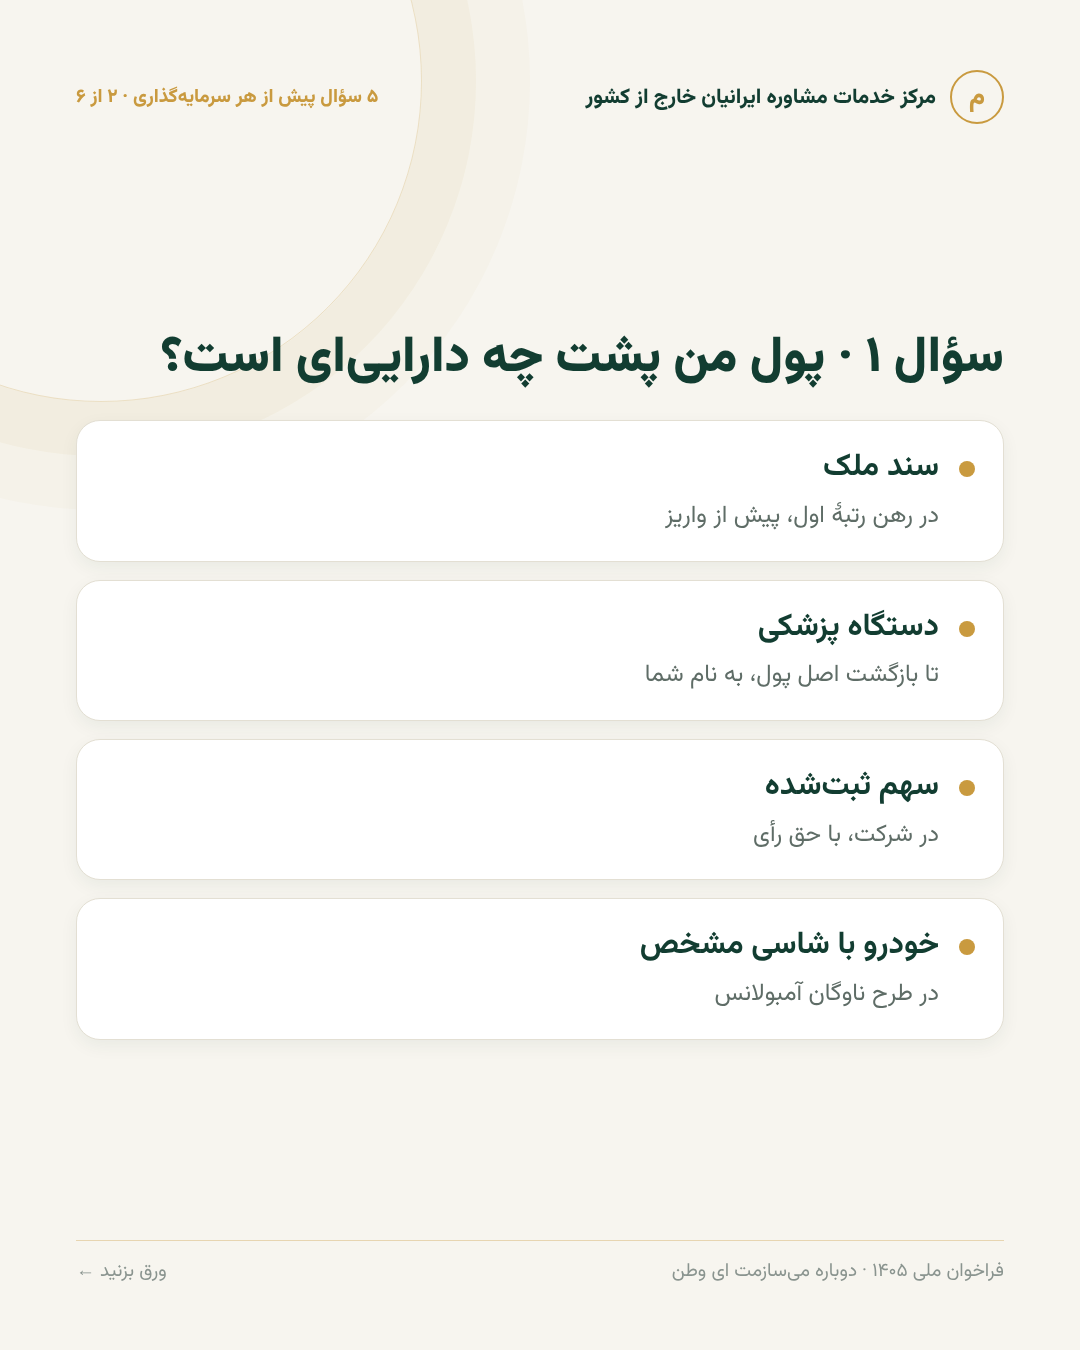 م
مرکز خدمات مشاوره ایرانیان خارج از کشور
۵ سؤال پیش از هر سرمایه‌گذاری · ۲ از ۶
سؤال ۱ · پول من پشت چه دارایی‌ای است؟
سند ملک
در رهن رتبهٔ اول، پیش از واریز
دستگاه پزشکی
تا بازگشت اصل پول، به نام شما
سهم ثبت‌شده
در شرکت، با حق رأی
خودرو با شاسی مشخص
در طرح ناوگان آمبولانس
فراخوان ملی ۱۴۰۵ · دوباره می‌سازمت ای وطن
ورق بزنید ←